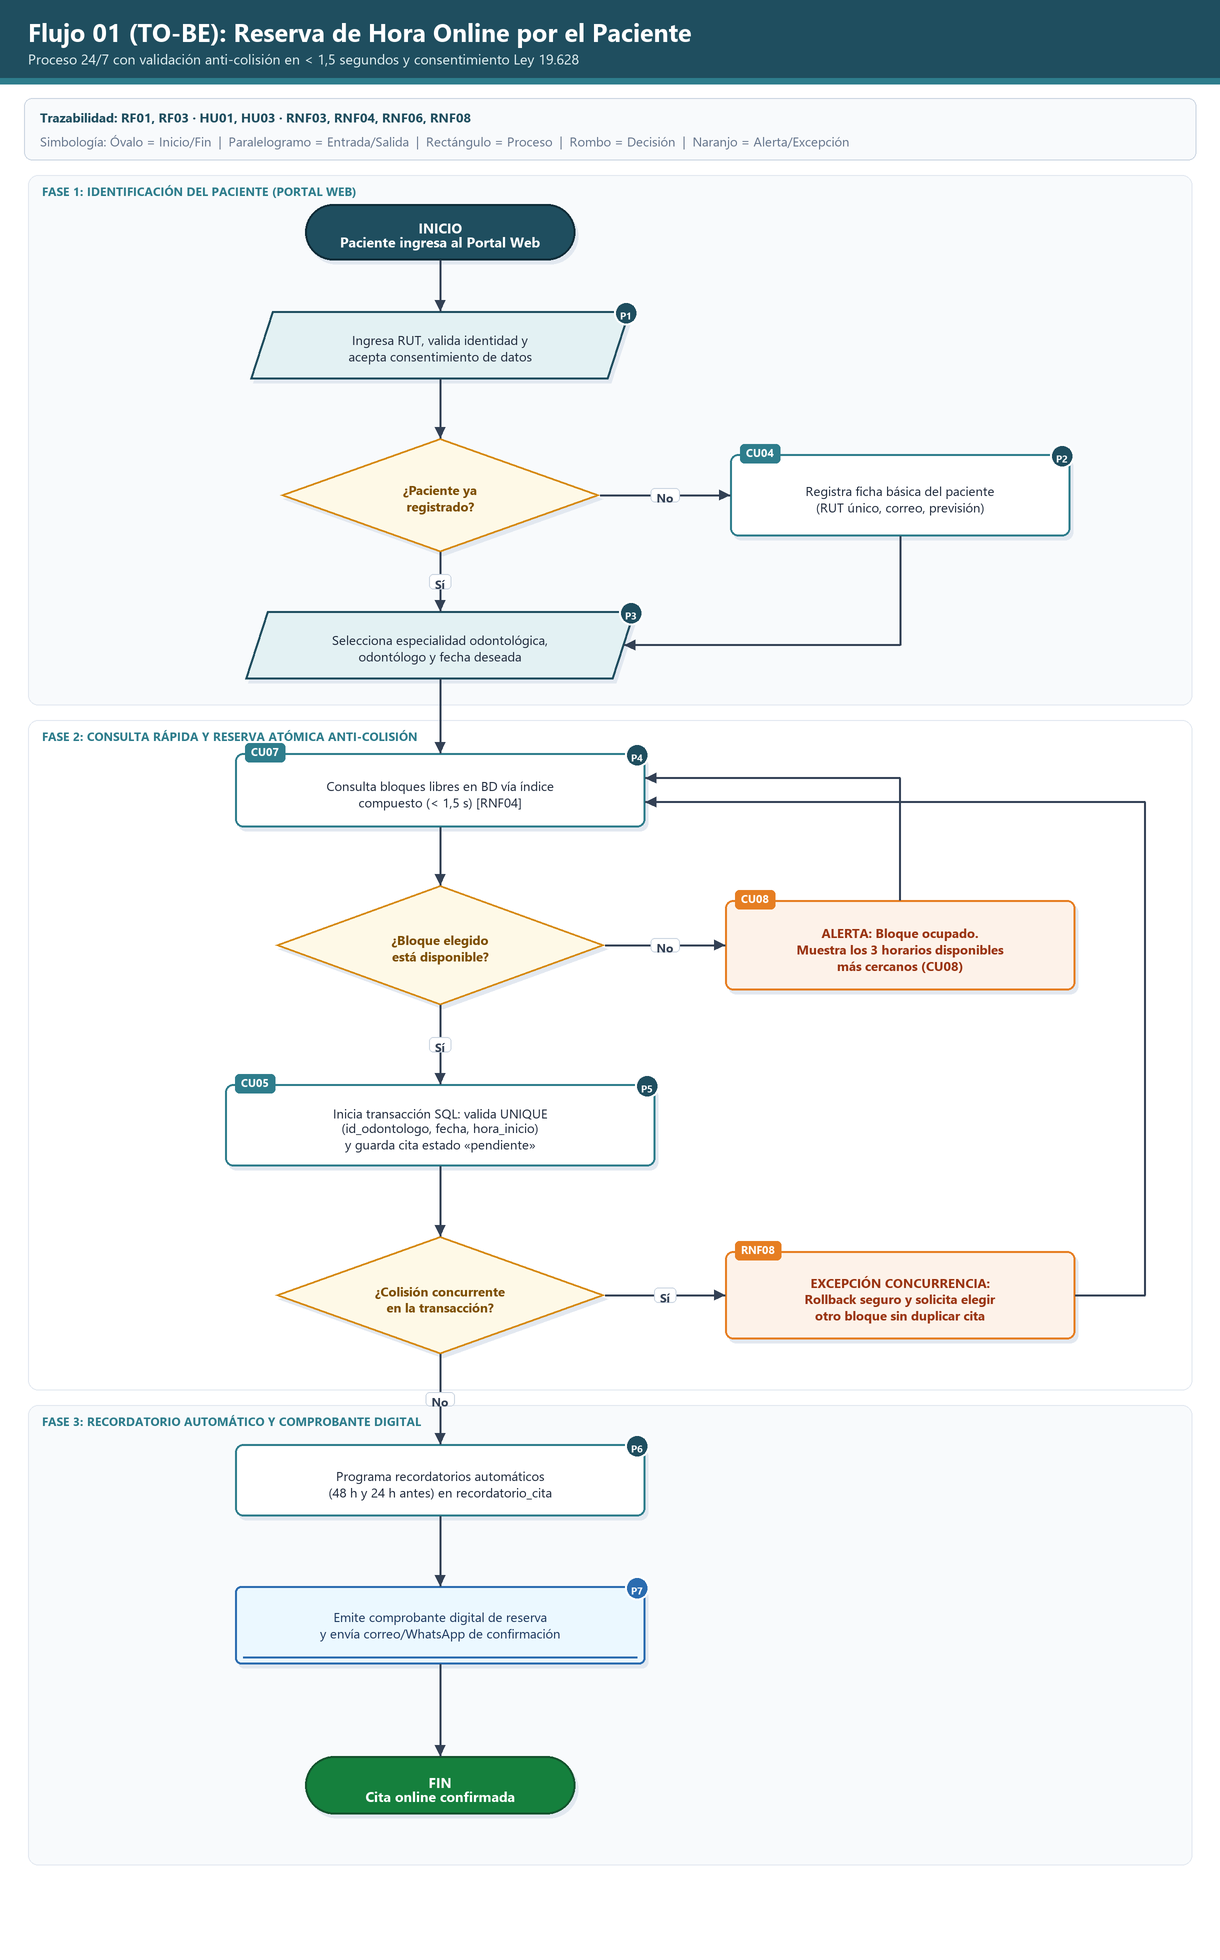 Flujo 01 (TO-BE): Reserva de Hora Online por el Paciente
Proceso 24/7 con validación anti-colisión en < 1,5 segundos y consentimiento Ley 19.628
Trazabilidad: RF01, RF03 · HU01, HU03 · RNF03, RNF04, RNF06, RNF08
Simbología: Óvalo = Inicio/Fin | Paralelogramo = Entrada/Salida | Rectángulo = Proceso | Rombo = Decisión | Naranjo = Alerta/Excepción
FASE 1: IDENTIFICACIÓN DEL PACIENTE (PORTAL WEB)
INICIO
Paciente ingresa al Portal Web
P1
Ingresa RUT, valida identidad y
acepta consentimiento de datos
¿Paciente ya
registrado?
No
CU04
P2
Registra ficha básica del paciente
(RUT único, correo, previsión)
Sí
P3
Selecciona especialidad odontológica,
odontólogo y fecha deseada
FASE 2: CONSULTA RÁPIDA Y RESERVA ATÓMICA ANTI-COLISIÓN
CU07
P4
Consulta bloques libres en BD vía índice
compuesto (< 1,5 s) [RNF04]
¿Bloque elegido
está disponible?
No
CU08
ALERTA: Bloque ocupado.
Muestra los 3 horarios disponibles
más cercanos (CU08)
Sí
CU05
P5
Inicia transacción SQL: valida UNIQUE
(id_odontologo, fecha, hora_inicio)
y guarda cita estado «pendiente»
¿Colisión concurrente
en la transacción?
Sí
RNF08
EXCEPCIÓN CONCURRENCIA:
Rollback seguro y solicita elegir
otro bloque sin duplicar cita
No
FASE 3: RECORDATORIO AUTOMÁTICO Y COMPROBANTE DIGITAL
P6
Programa recordatorios automáticos
(48 h y 24 h antes) en recordatorio_cita
P7
Emite comprobante digital de reserva
y envía correo/WhatsApp de confirmación
FIN
Cita online confirmada